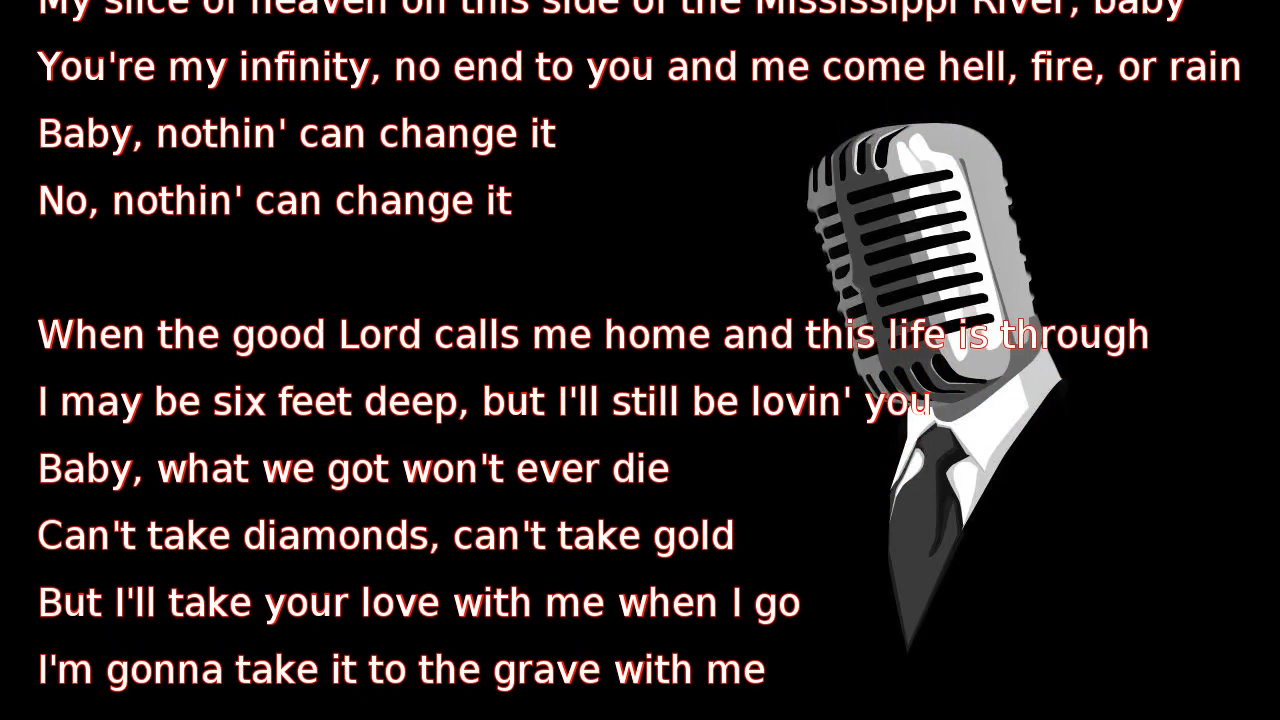 My slice of heaven on this side of the Mississippi River, baby
You're my infinity, no end to you and me come hell, fire, or rain
Baby, nothin' can change it
No, nothin' can change it
When the good Lord calls me home and this life is through
I may be six feet deep, but I'll still be lovin' you
Baby, what we got won't ever die
Can't take diamonds, can't take gold
But I'll take your love with me when I go
I'm gonna take it to the grave with me